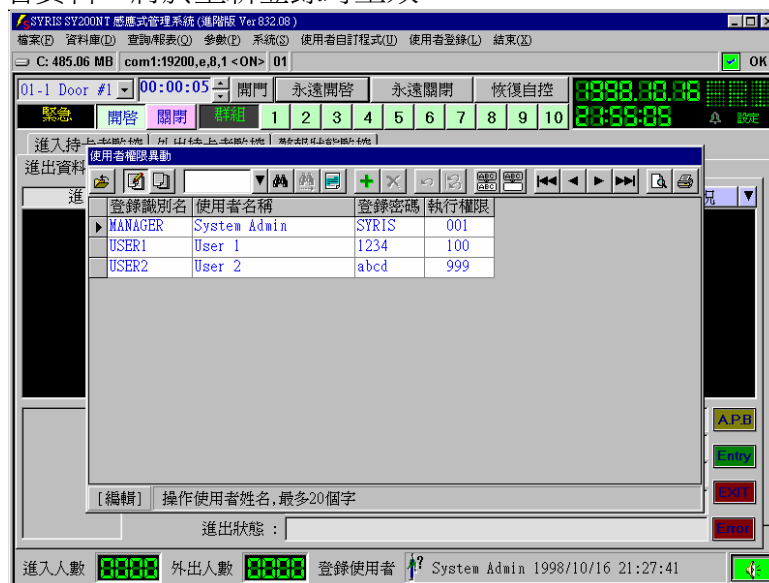 SYRIS SY200NT 感應式管理系統 (進階版 Ver 832.08 )
檔案(F) 資料庫(D) 查詢/報表(Q) 參數(P) 系統(S) 使用者自訂程式(U) 使用者登錄(L) 結束(X)
C: 485.06 MB com1:19200,e,8,1 <ON> 01 OK
01-1 Door #1 00:00:05 開門 永遠開啓 永遠關閉 恢復自控
緊急 開啓 關閉 群組 1 2 3 4 5 6 7 8 9 10 設定
使用者權限異動
進出資料
進
況
登錄識別名 使用者名稱 登錄密碼 執行權限
MANAGER System Admin SYRIS 001
USER1 User 1 1234 100
USER2 User 2 abcd 999
A.P.B
Entry
EXIT
Error
[編輯] 操作使用者姓名,最多20個字
進出狀態 :
進入人數 8888 外出人數 8888 登錄使用者 System Admin 1998/10/16 21:27:41